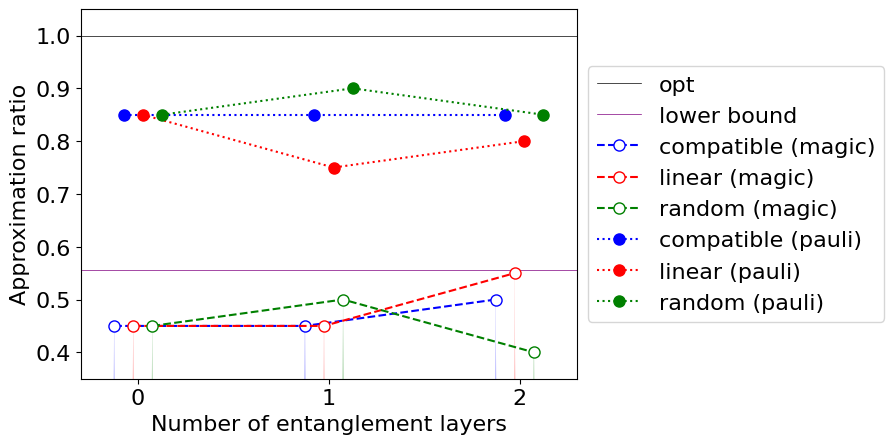 1.0
0.9
0.8
0.7
0.6
0.5
0.4
Approximation ratio
0 1 2
Number of entanglement layers
opt
lower bound
compatible (magic)
linear (magic)
random (magic)
compatible (pauli)
linear (pauli)
random (pauli)